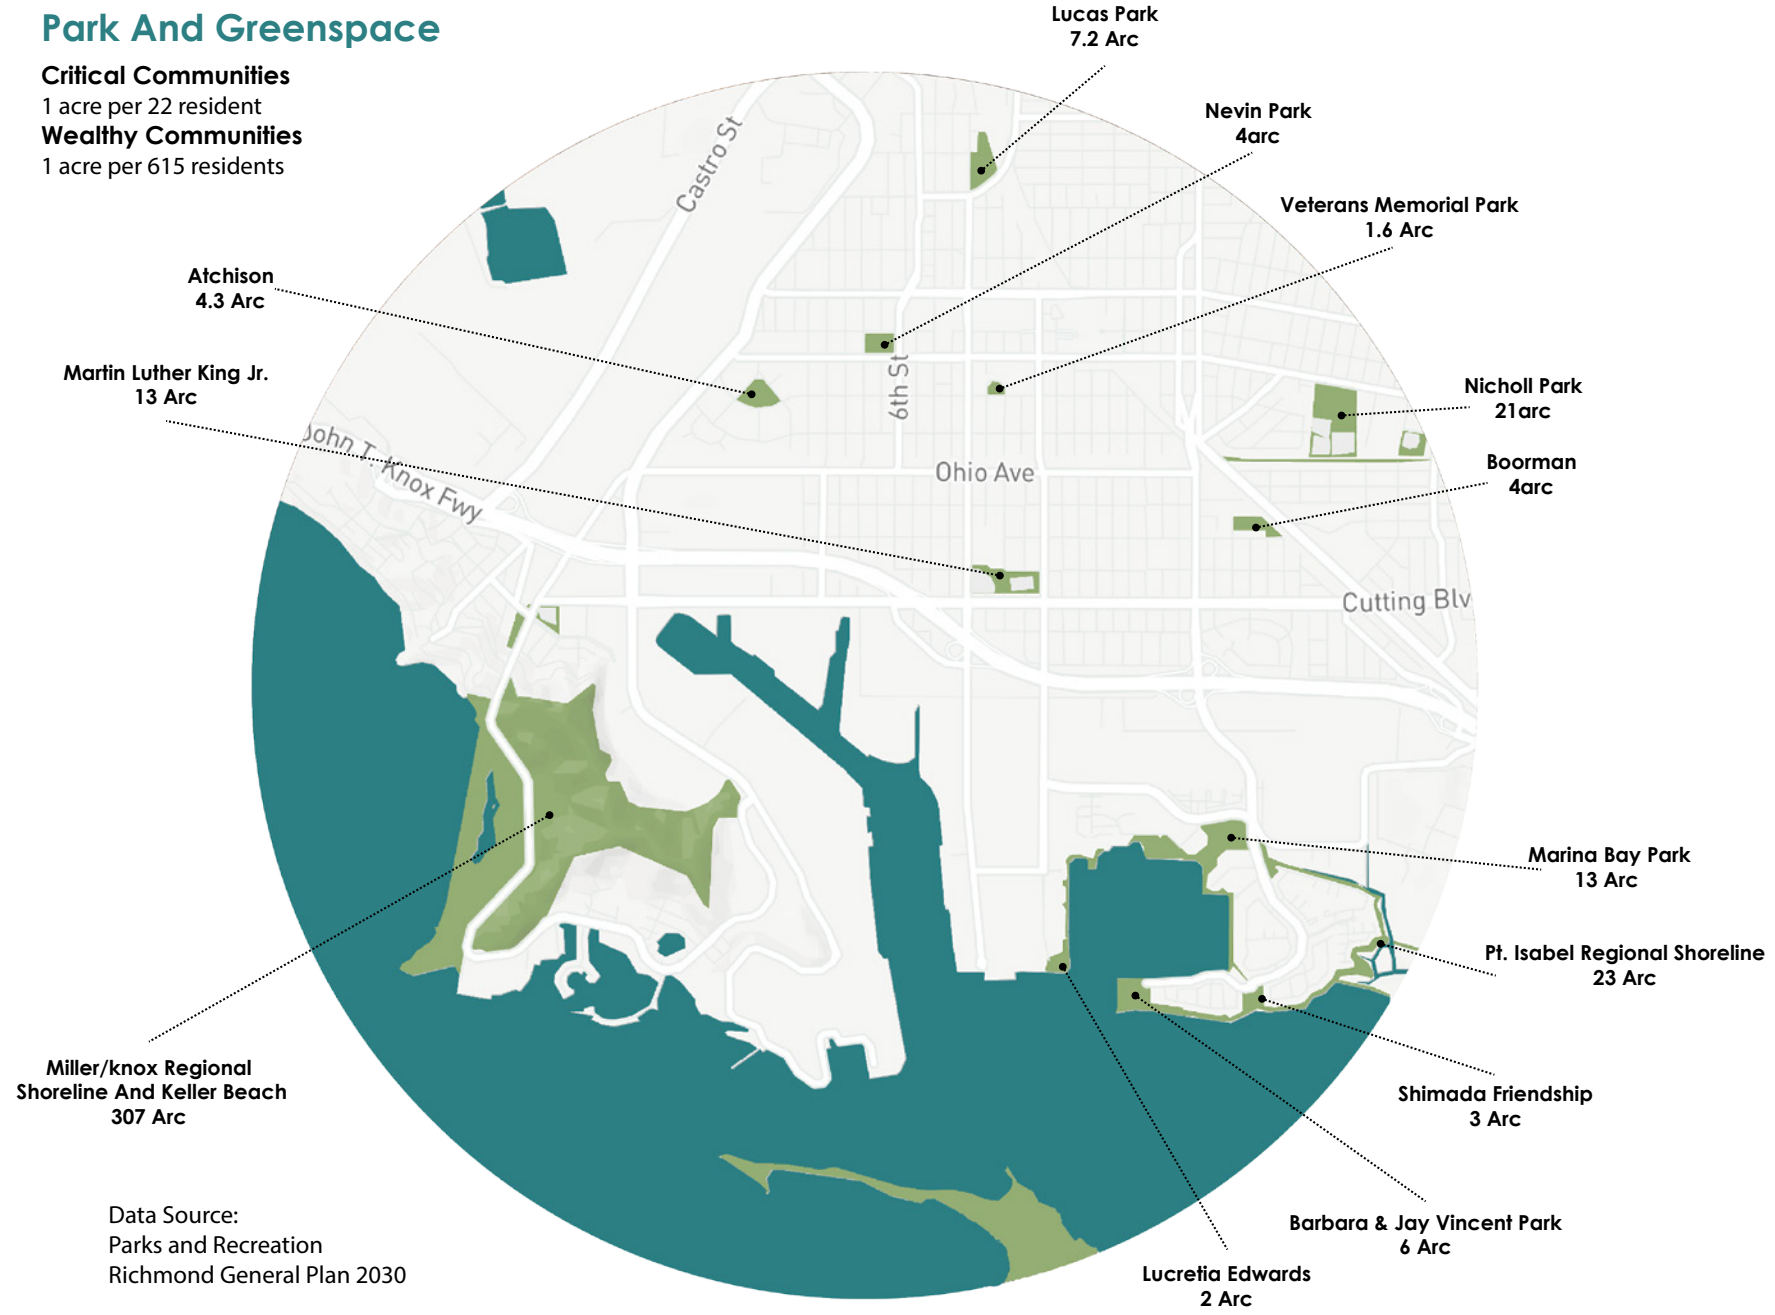 Park And Greenspace
Critical Communities
1 acre per 22 resident
Wealthy Communities
1 acre per 615 residents
Lucas Park
7.2 Arc
Nevin Park
4arc
Veterans Memorial Park
1.6 Arc
Atchison
4.3 Arc
Martin Luther King Jr.
13 Arc
Nicholl Park
21arc
Boorman
4arc
Castro St
6th St
John T. Knox Fwy
Ohio Ave
Cutting Blv
Marina Bay Park
13 Arc
Pt. Isabel Regional Shoreline
23 Arc
Shimada Friendship
3 Arc
Barbara & Jay Vincent Park
6 Arc
Lucretia Edwards
2 Arc
Miller/knox Regional
Shoreline And Keller Beach
307 Arc
Data Source:
Parks and Recreation
Richmond General Plan 2030